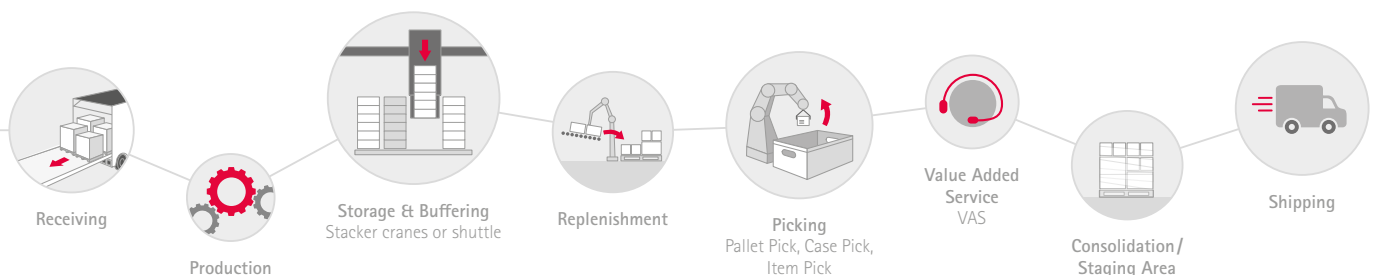 Receiving
Production
Storage & Buffering
Stacker cranes or shuttle
Replenishment
Picking
Pallet Pick, Case Pick,
Item Pick
Value Added
Service
VAS
Consolidation/
Staging Area
Shipping